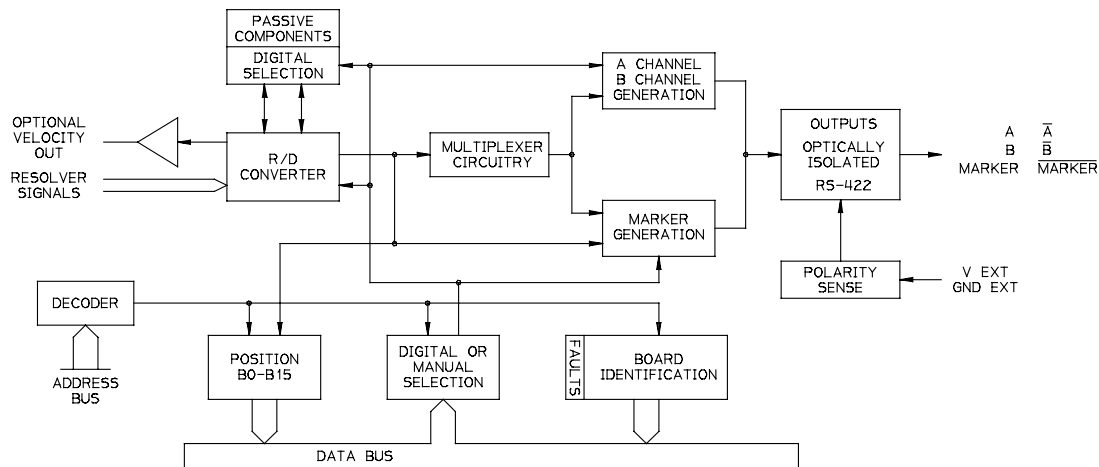 PASSIVE
COMPONENTS
DIGITAL
SELECTION
OPTIONAL
VELOCITY
OUT
RESOLVER
SIGNALS
R/D
CONVERTER
MULTIPLEXER
CIRCUITRY
A CHANNEL
B CHANNEL
GENERATION
MARKER
GENERATION
OUTPUTS
OPTICALLY
ISOLATED
RS-422
A A̅
B B̅
MARKER M̅A̅R̅K̅E̅R̅
POLARITY
SENSE
V EXT
GND EXT
DECODER
ADDRESS
BUS
POSITION
B0-B15
DIGITAL OR
MANUAL
SELECTION
FAULTS
BOARD
IDENTIFICATION
DATA BUS